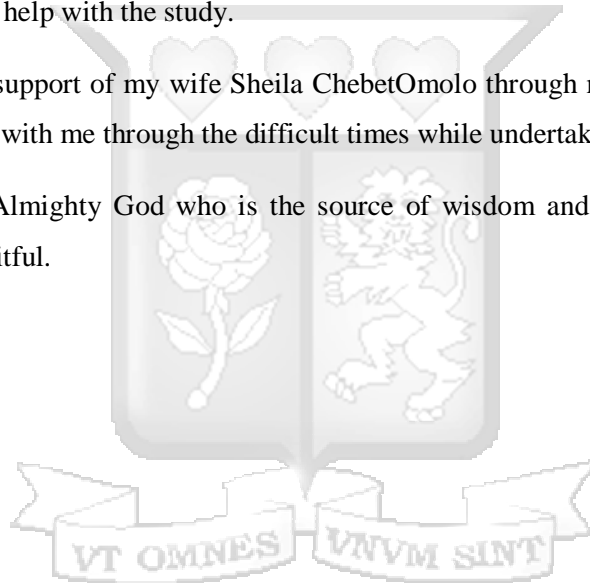 help with the study.
support of my wife Sheila ChebetOmolo through
with me through the difficult times while
Almighty God who is the source of wisdom and
itful.
VT OMNES VNVM SINT